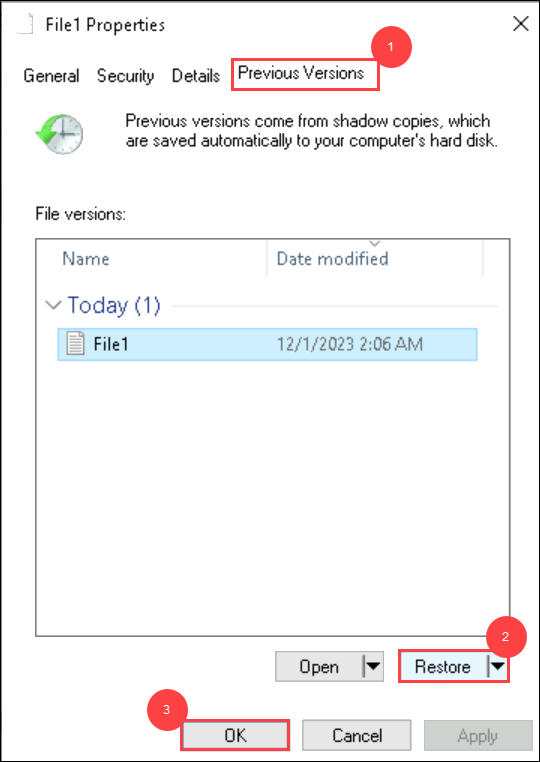 File1 Properties
1
General Security Details Previous Versions
Previous versions come from shadow copies, which
are saved automatically to your computer's hard disk.
File versions:
Name Date modified
Today (1)
File1 12/1/2023 2:06 AM
2
Open Restore
3
OK Cancel Apply